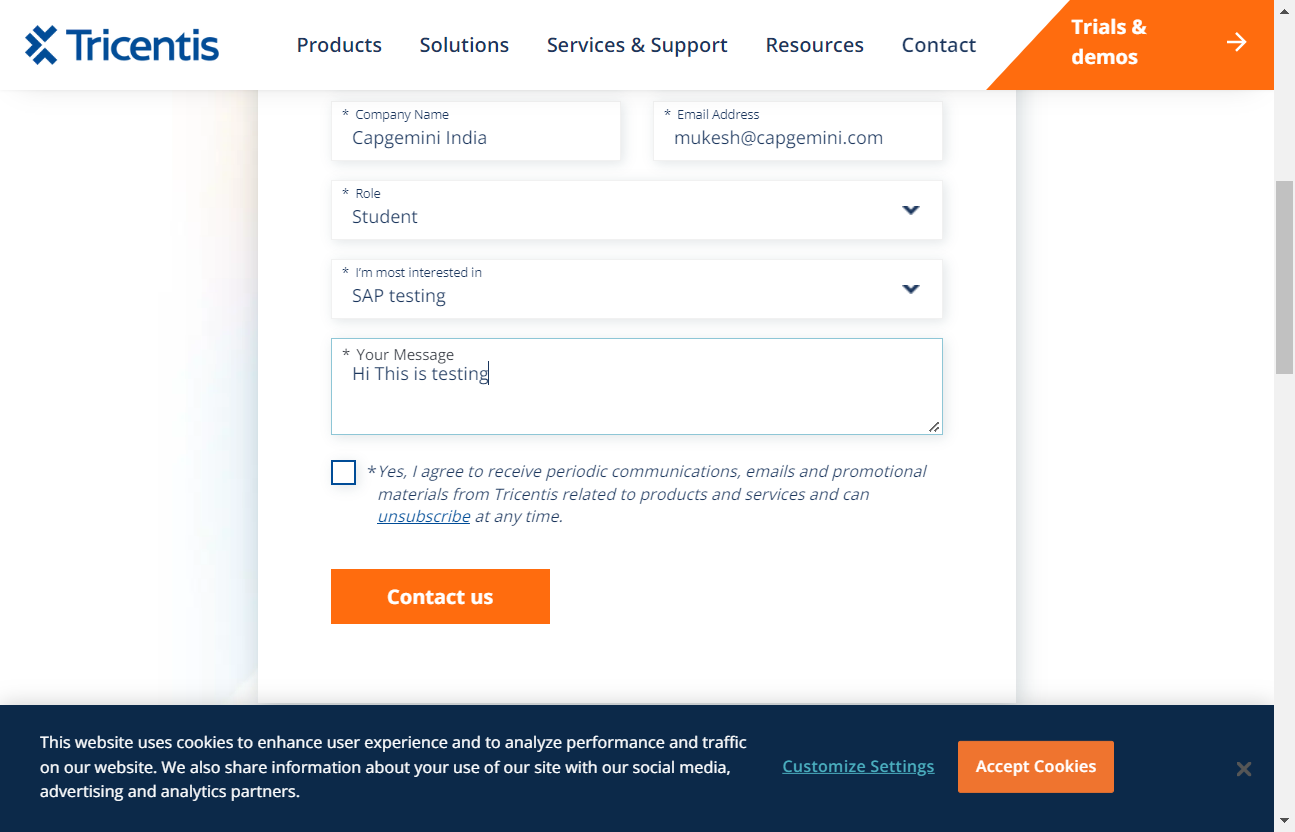 Tricentis
Products
Solutions
Services & Support
Resources
Contact
Trials &
demos
* Company Name
Capgemini India
* Email Address
mukesh@capgemini.com
* Role
Student
* I'm most interested in
SAP testing
* Your Message
Hi This is testing
*Yes, I agree to receive periodic communications, emails and promotional
materials from Tricentis related to products and services and can
unsubscribe at any time.
Contact us
This website uses cookies to enhance user experience and to analyze performance and traffic
on our website. We also share information about your use of our site with our social media,
advertising and analytics partners.
Customize Settings
Accept Cookies